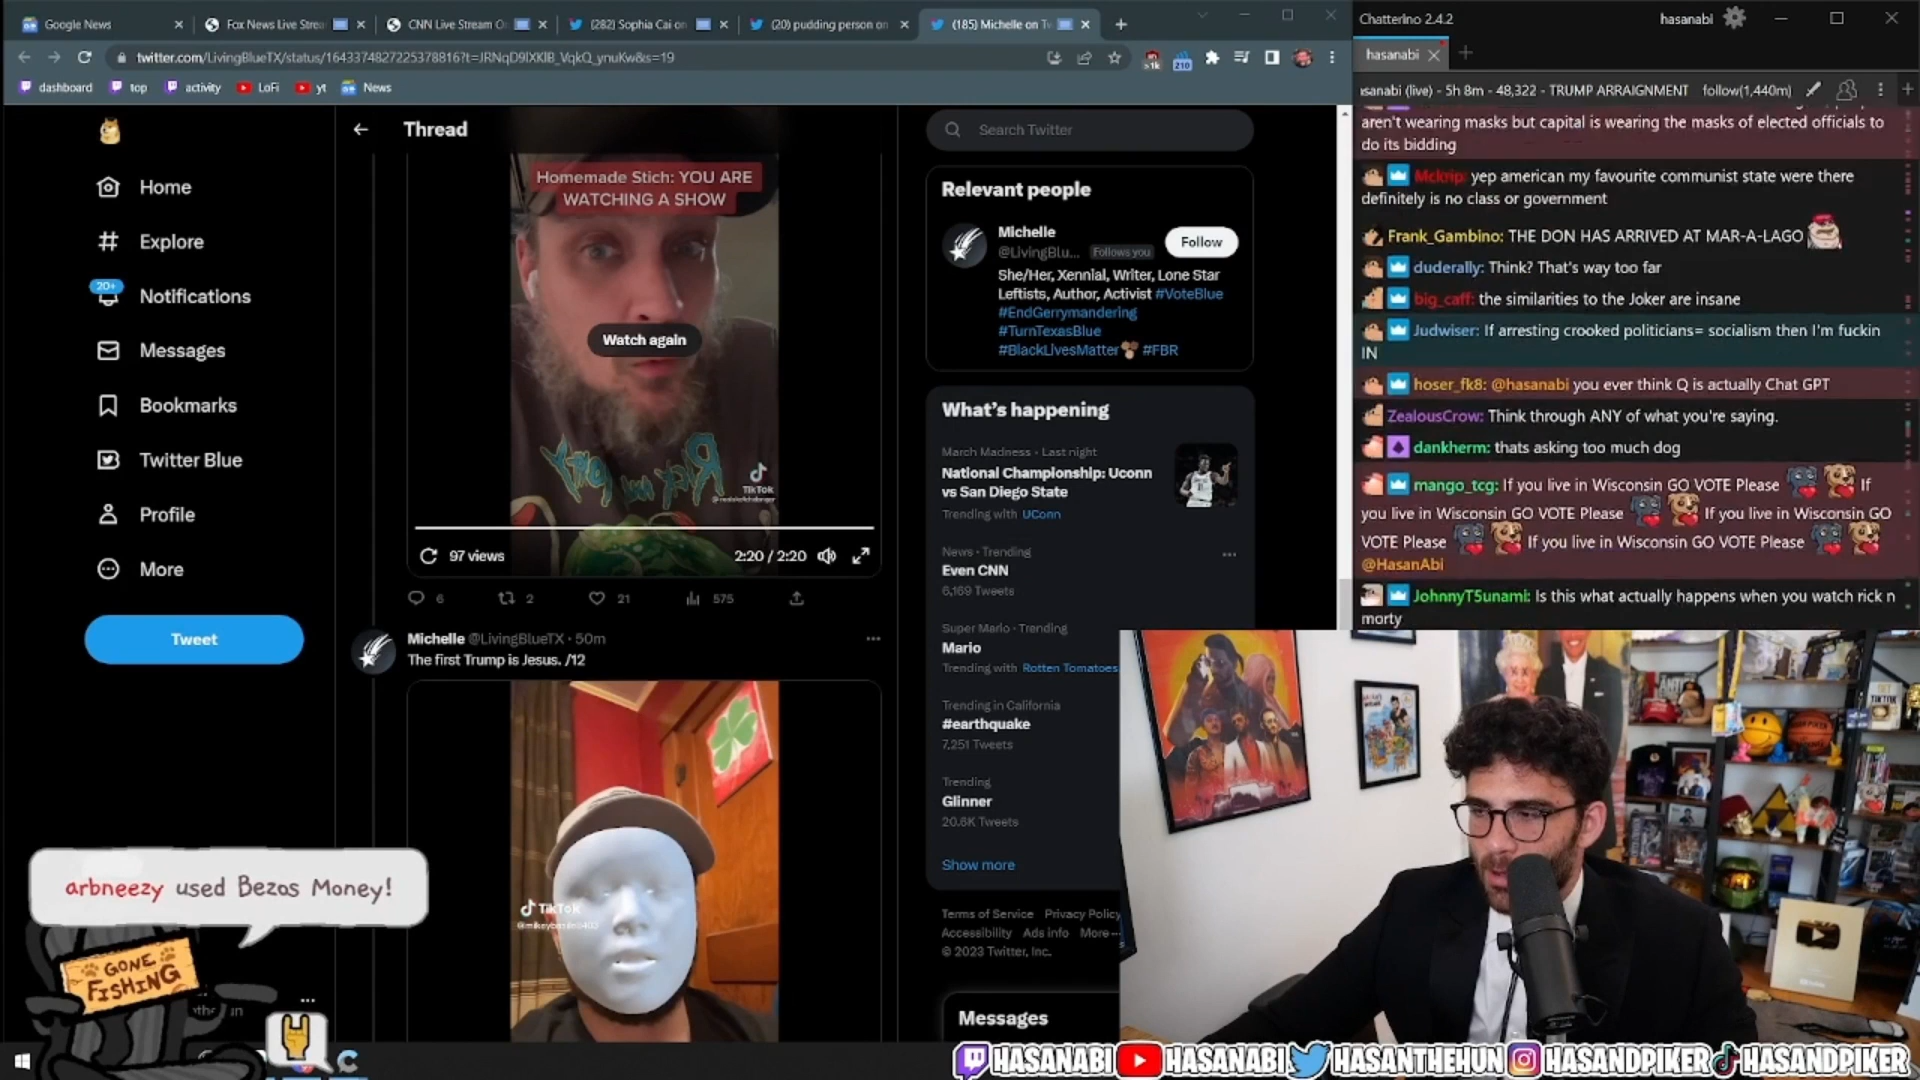 Google News
Fox News Live Strea
CNN Live Stream O
(282) Sophia Cai on
(20) pudding person on
(185) Michelle on Tw
twitter.com/LivingBlueTX/status/1643374827225378816?t=JRNqD9lXKlB_VqkQ_ynuKw&s=19
>1k
210
dashboard
top
activity
LoFi
yt
News
Home
Explore
20+
Notifications
Messages
Bookmarks
Twitter Blue
Profile
More
Tweet
Thread
Homemade Stich: YOU ARE
WATCHING A SHOW
Watch again
TikTok
97 views
2:20 / 2:20
6
2
21
575
Michelle @LivingBlueTX · 50m
The first Trump is Jesus. /12
TikTok
Search Twitter
Relevant people
Michelle
@LivingBlu... Follows you
Follow
She/Her, Xennial, Writer, Lone Star
Leftists, Author, Activist #VoteBlue
#EndGerrymandering
#TurnTexasBlue
#BlackLivesMatter #FBR
What's happening
March Madness · Last night
National Championship: Uconn
vs San Diego State
Trending with UConn
News · Trending
Even CNN
6,169 Tweets
Super Mario · Trending
Mario
Trending with Rotten Tomatoes
Trending in California
#earthquake
7,251 Tweets
Trending
Glinner
20.6K Tweets
Show more
Terms of Service Privacy Policy
Accessibility Ads info More
© 2023 Twitter, Inc.
Messages
Chatterino 2.4.2
hasanabi
hasanabi
asanabi (live) - 5h 8m - 48,322 - TRUMP ARRAIGNMENT follow(1,440m)
aren't wearing masks but capital is wearing the masks of elected officials to
do its bidding
yep american my favourite communist state were there
definitely is no class or government
Frank_Gambino: THE DON HAS ARRIVED AT MAR-A-LAGO
duderally: Think? That's way too far
big_caff: the similarities to the Joker are insane
Judwiser: If arresting crooked politicians= socialism then I'm fuckin
IN
hoser_fk8: @hasanabi you ever think Q is actually Chat GPT
ZealousCrow: Think through ANY of what you're saying.
dankherm: thats asking too much dog
mango_tcg: If you live in Wisconsin GO VOTE Please If
you live in Wisconsin GO VOTE Please If you live in Wisconsin GO
VOTE Please If you live in Wisconsin GO VOTE Please
@HasanAbi
JohnnyT5unami: Is this what actually happens when you watch rick n
morty
arbneezy used Bezos Money!
GONE
FISHING
HASANABI HASANABI HASANTHEHUN HASANDPIKER HASANDPIKER